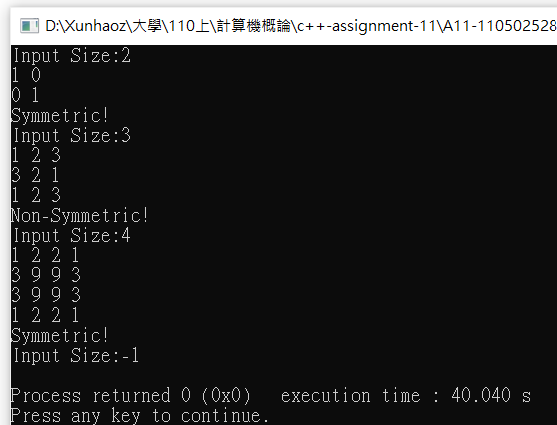 D:\Xunhaoz\大學\110上\計算機概論\c++-assignment-11\A11-110502528
Input Size:2
1 0
0 1
Symmetric!
Input Size:3
1 2 3
3 2 1
1 2 3
Non-Symmetric!
Input Size:4
1 2 2 1
3 9 9 3
3 9 9 3
1 2 2 1
Symmetric!
Input Size:-1
Process returned 0 (0x0)   execution time : 40.040 s
Press any key to continue.